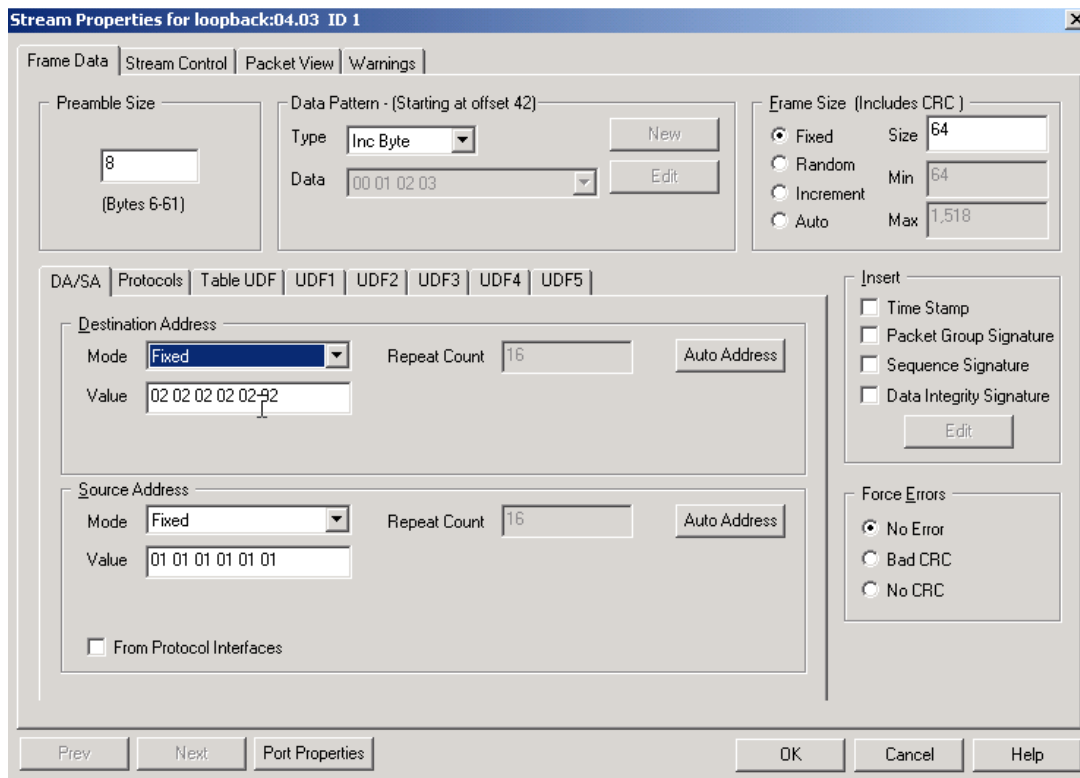 Stream Properties for loopback:04.03 ID 1
Frame Data Stream Control Packet View Warnings
Preamble Size
8
(Bytes 6-61)
Data Pattern - (Starting at offset 42)
Type Inc Byte New
Data 00 01 02 03 Edit
Frame Size (Includes CRC )
Fixed Size 64
Random
Min 64
Increment
Auto Max 1,518
DA/SA Protocols Table UDF UDF1 UDF2 UDF3 UDF4 UDF5
Destination Address
Mode Fixed Repeat Count 16 Auto Address
Value 02 02 02 02 02 02
Source Address
Mode Fixed Repeat Count 16 Auto Address
Value 01 01 01 01 01 01
From Protocol Interfaces
Insert
Time Stamp
Packet Group Signature
Sequence Signature
Data Integrity Signature
Edit
Force Errors
No Error
Bad CRC
No CRC
Prev Next Port Properties OK Cancel Help